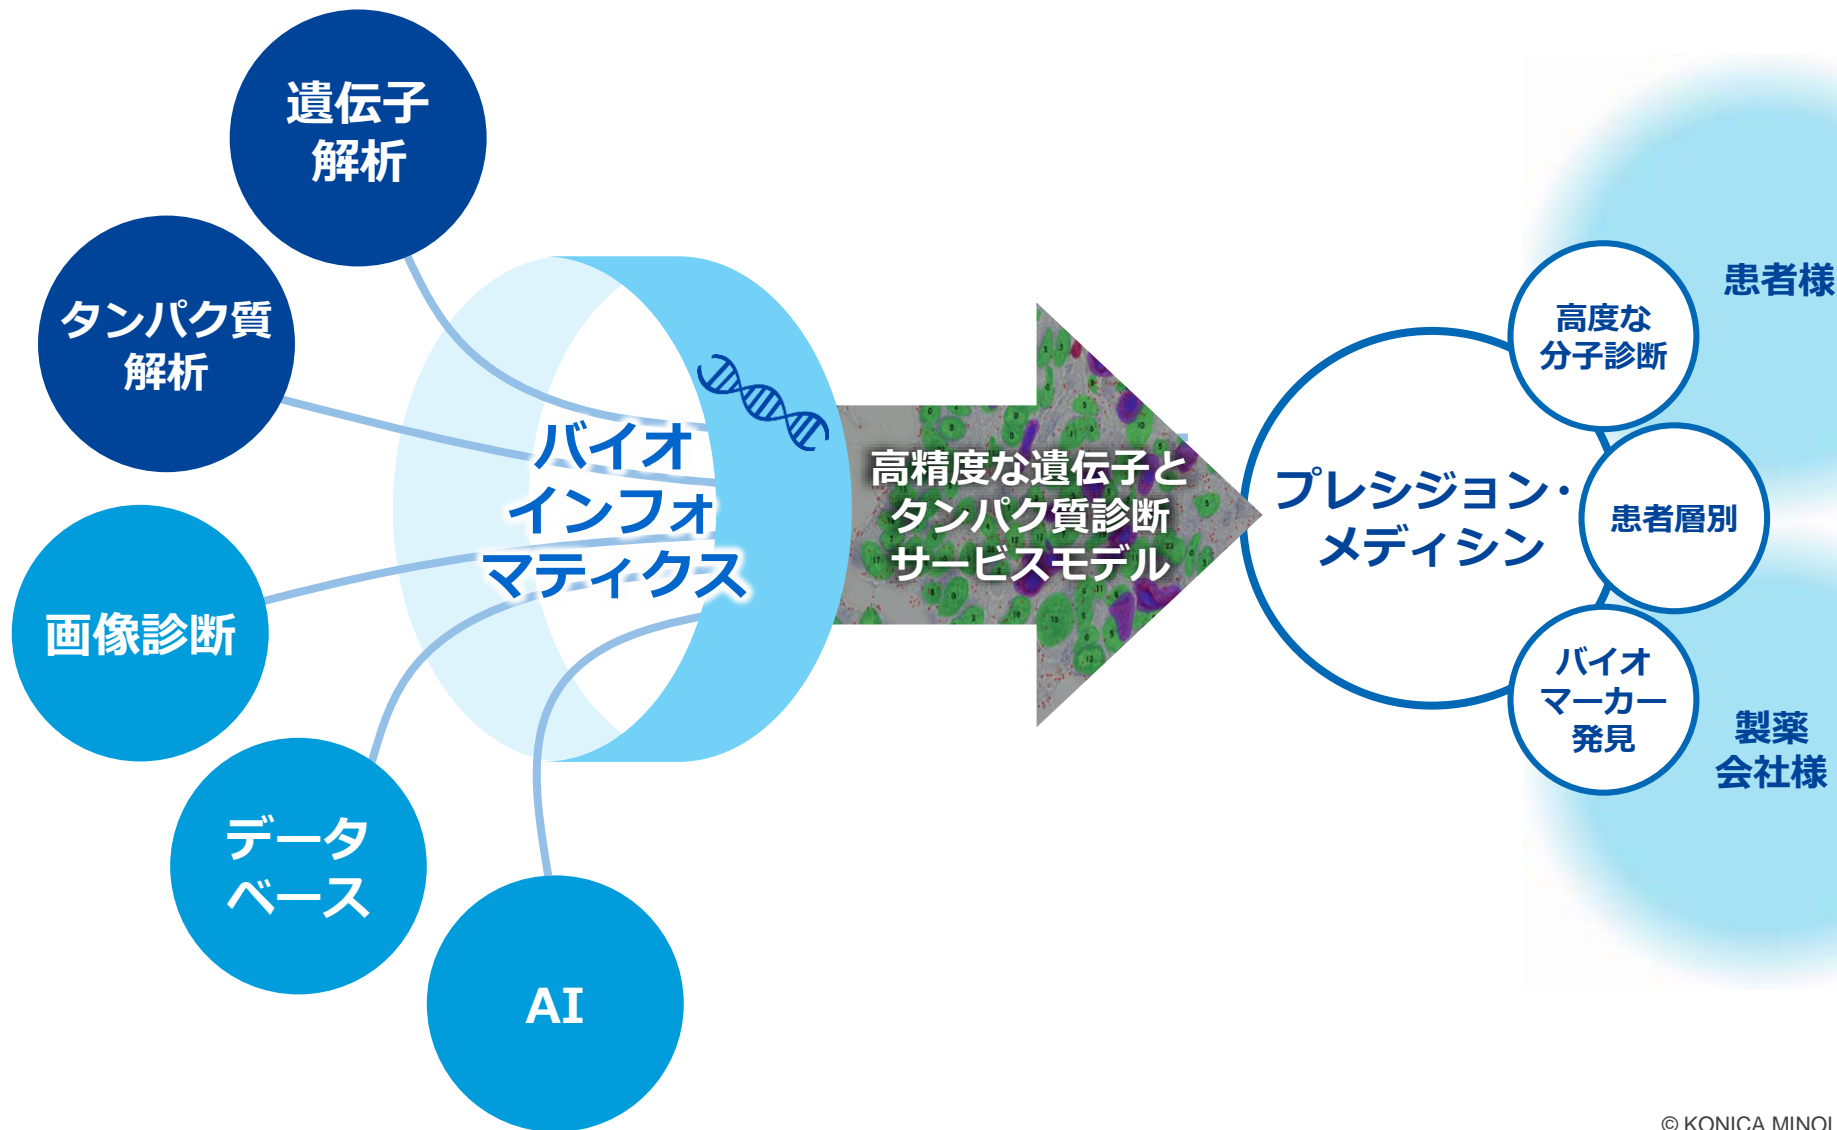 遺伝子
解析
タンパク質
解析
画像診断
データ
ベース
AI
バイオ
インフォ
マティクス
高精度な遺伝子と
タンパク質診断
サービスモデル
プレシジョン・
メディシン
高度な
分子診断
患者層別
バイオ
マーカー
発見
患者様
製薬
会社様
© KONICA MINOL